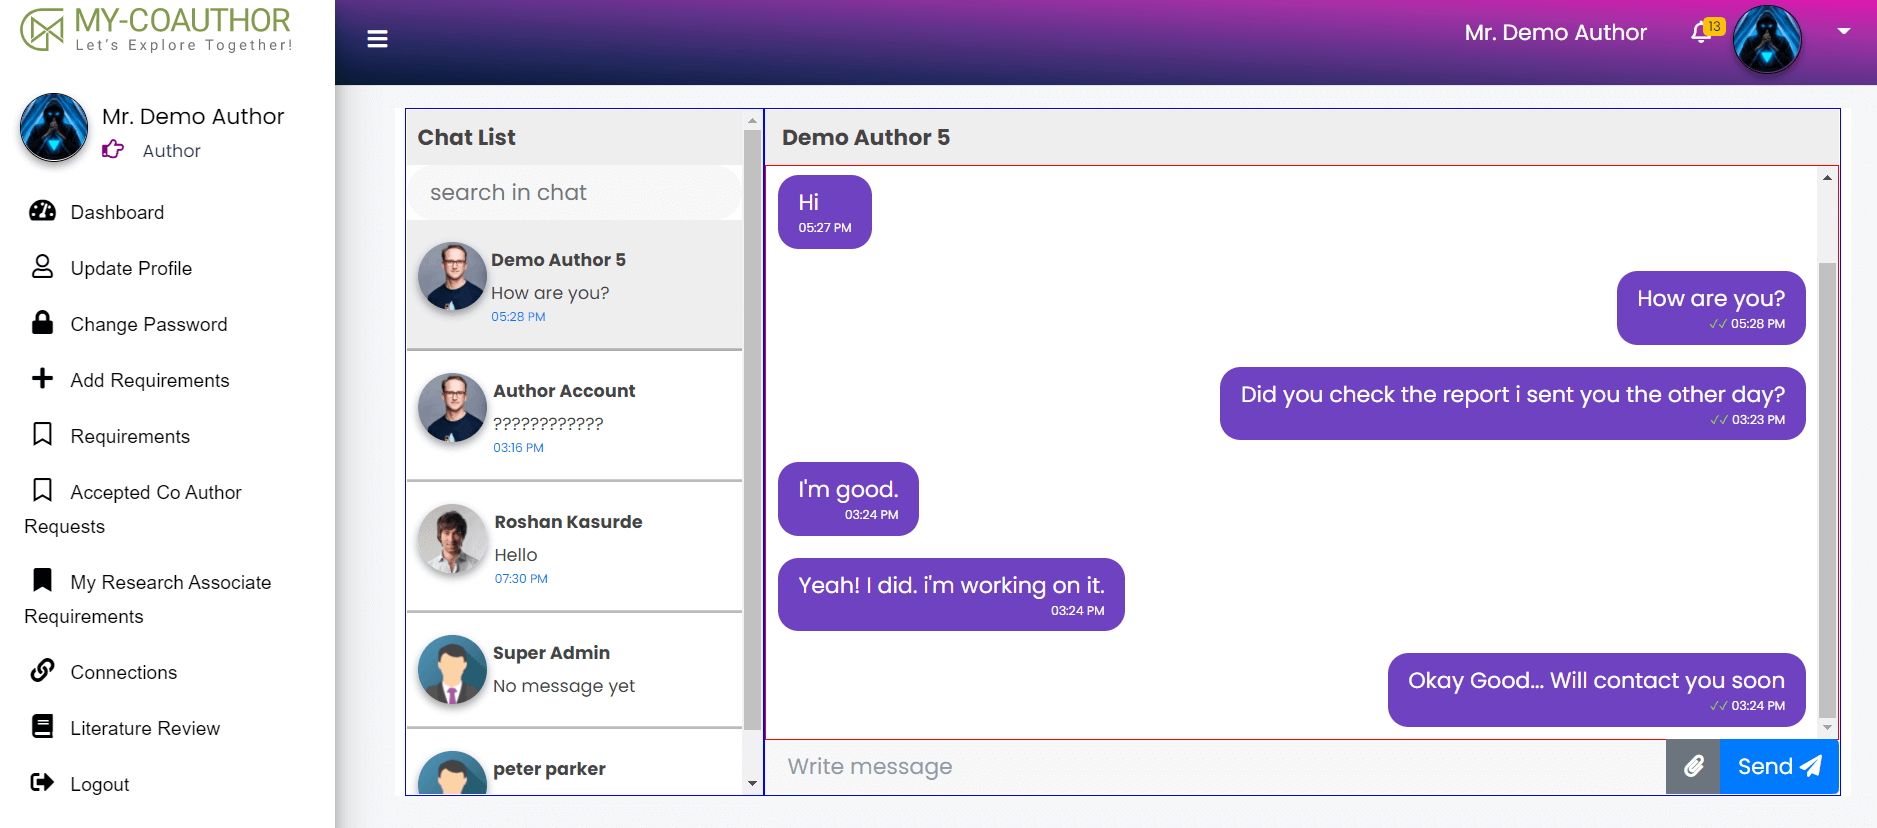 MY-COAUTHOR
Let's Explore Together!
Mr. Demo Author
13
Mr. Demo Author
Author
Dashboard
Update Profile
Change Password
Add Requirements
Requirements
Accepted Co Author
Requests
My Research Associate
Requirements
Connections
Literature Review
Logout
Chat List
search in chat
Demo Author 5
How are you?
05:28 PM
Author Account
????????????
03:16 PM
Roshan Kasurde
Hello
07:30 PM
Super Admin
No message yet
peter parker
Demo Author 5
Hi
05:27 PM
How are you?
✓✓ 05:28 PM
Did you check the report i sent you the other day?
✓✓ 03:23 PM
I'm good.
03:24 PM
Yeah! I did. i'm working on it.
03:24 PM
Okay Good... Will contact you soon
✓✓ 03:24 PM
Write message
Send